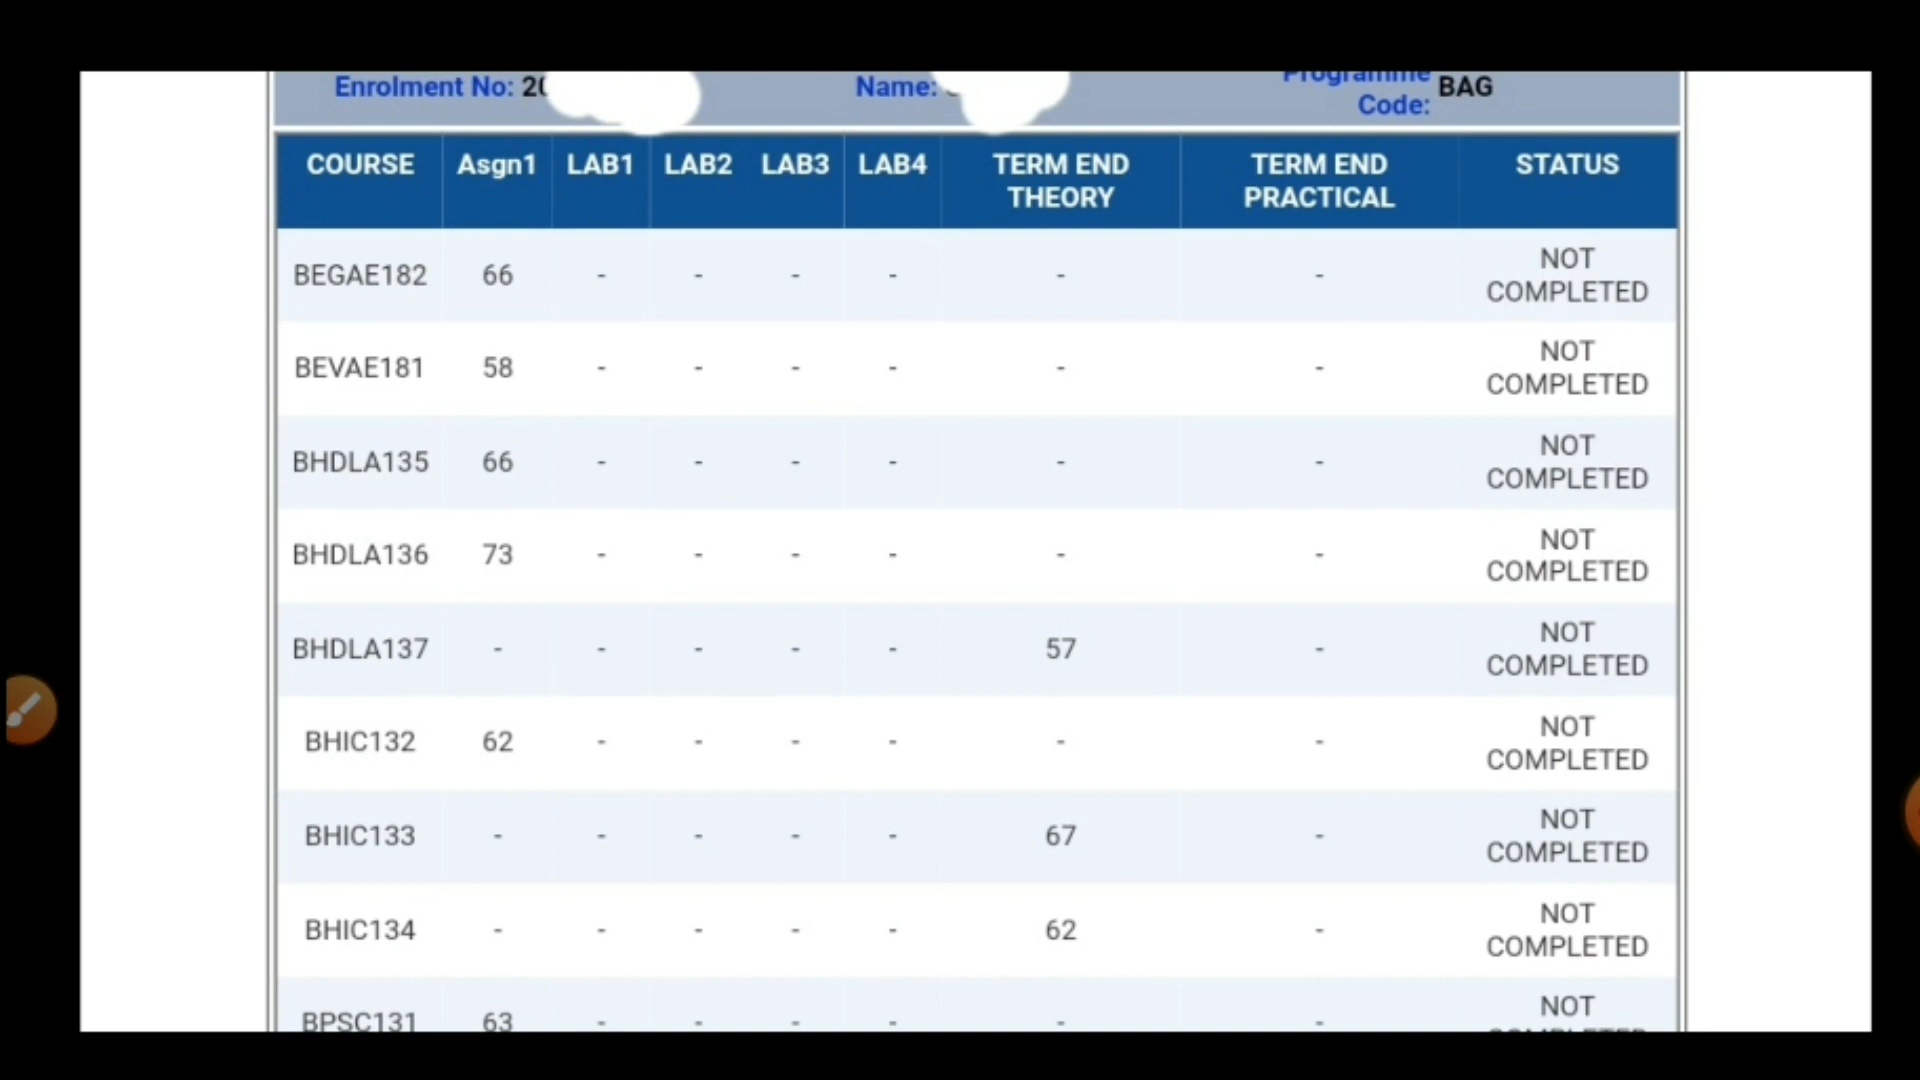 Enrolment No: 20 Name: Programme Code: BAG
COURSE Asgn1 LAB1 LAB2 LAB3 LAB4 TERM END THEORY TERM END PRACTICAL STATUS
BEGAE182 66 - - - - - - NOT COMPLETED
BEVAE181 58 - - - - - - NOT COMPLETED
BHDLA135 66 - - - - - - NOT COMPLETED
BHDLA136 73 - - - - - - NOT COMPLETED
BHDLA137 - - - - - 57 - NOT COMPLETED
BHIC132 62 - - - - - - NOT COMPLETED
BHIC133 - - - - - 67 - NOT COMPLETED
BHIC134 - - - - - 62 - NOT COMPLETED
BPSC131 63 - - - - - - NOT COMPLETED